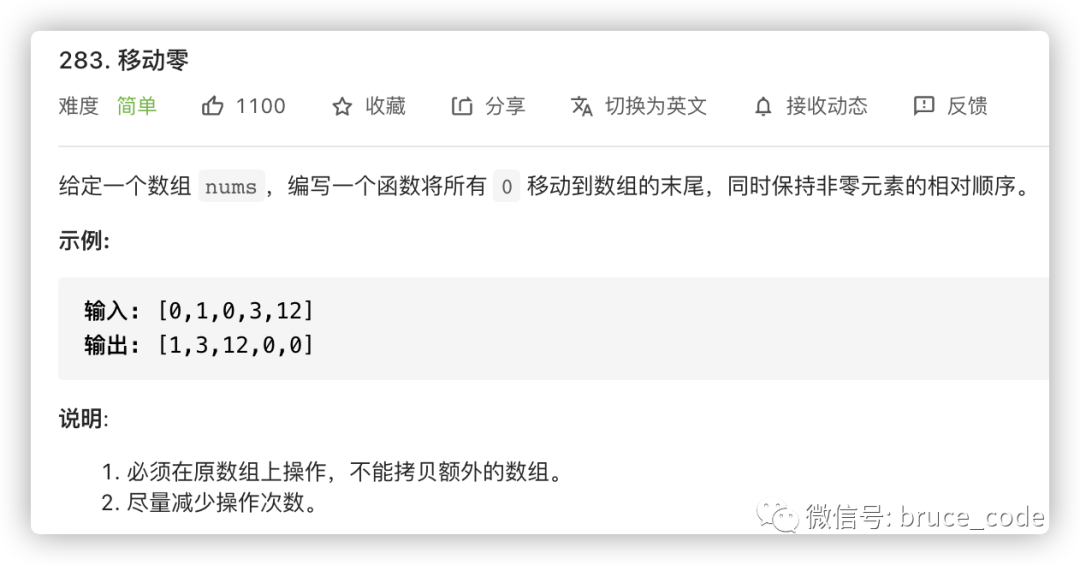 283. 移动零
难度 简单 1100 收藏 分享 切换为英文 接收动态 反馈
给定一个数组 nums ，编写一个函数将所有 0 移动到数组的末尾，同时保持非零元素的相对顺序。
示例:
输入: [0,1,0,3,12]
输出: [1,3,12,0,0]
说明:
1. 必须在原数组上操作，不能拷贝额外的数组。
2. 尽量减少操作次数。
微信号: bruce_code